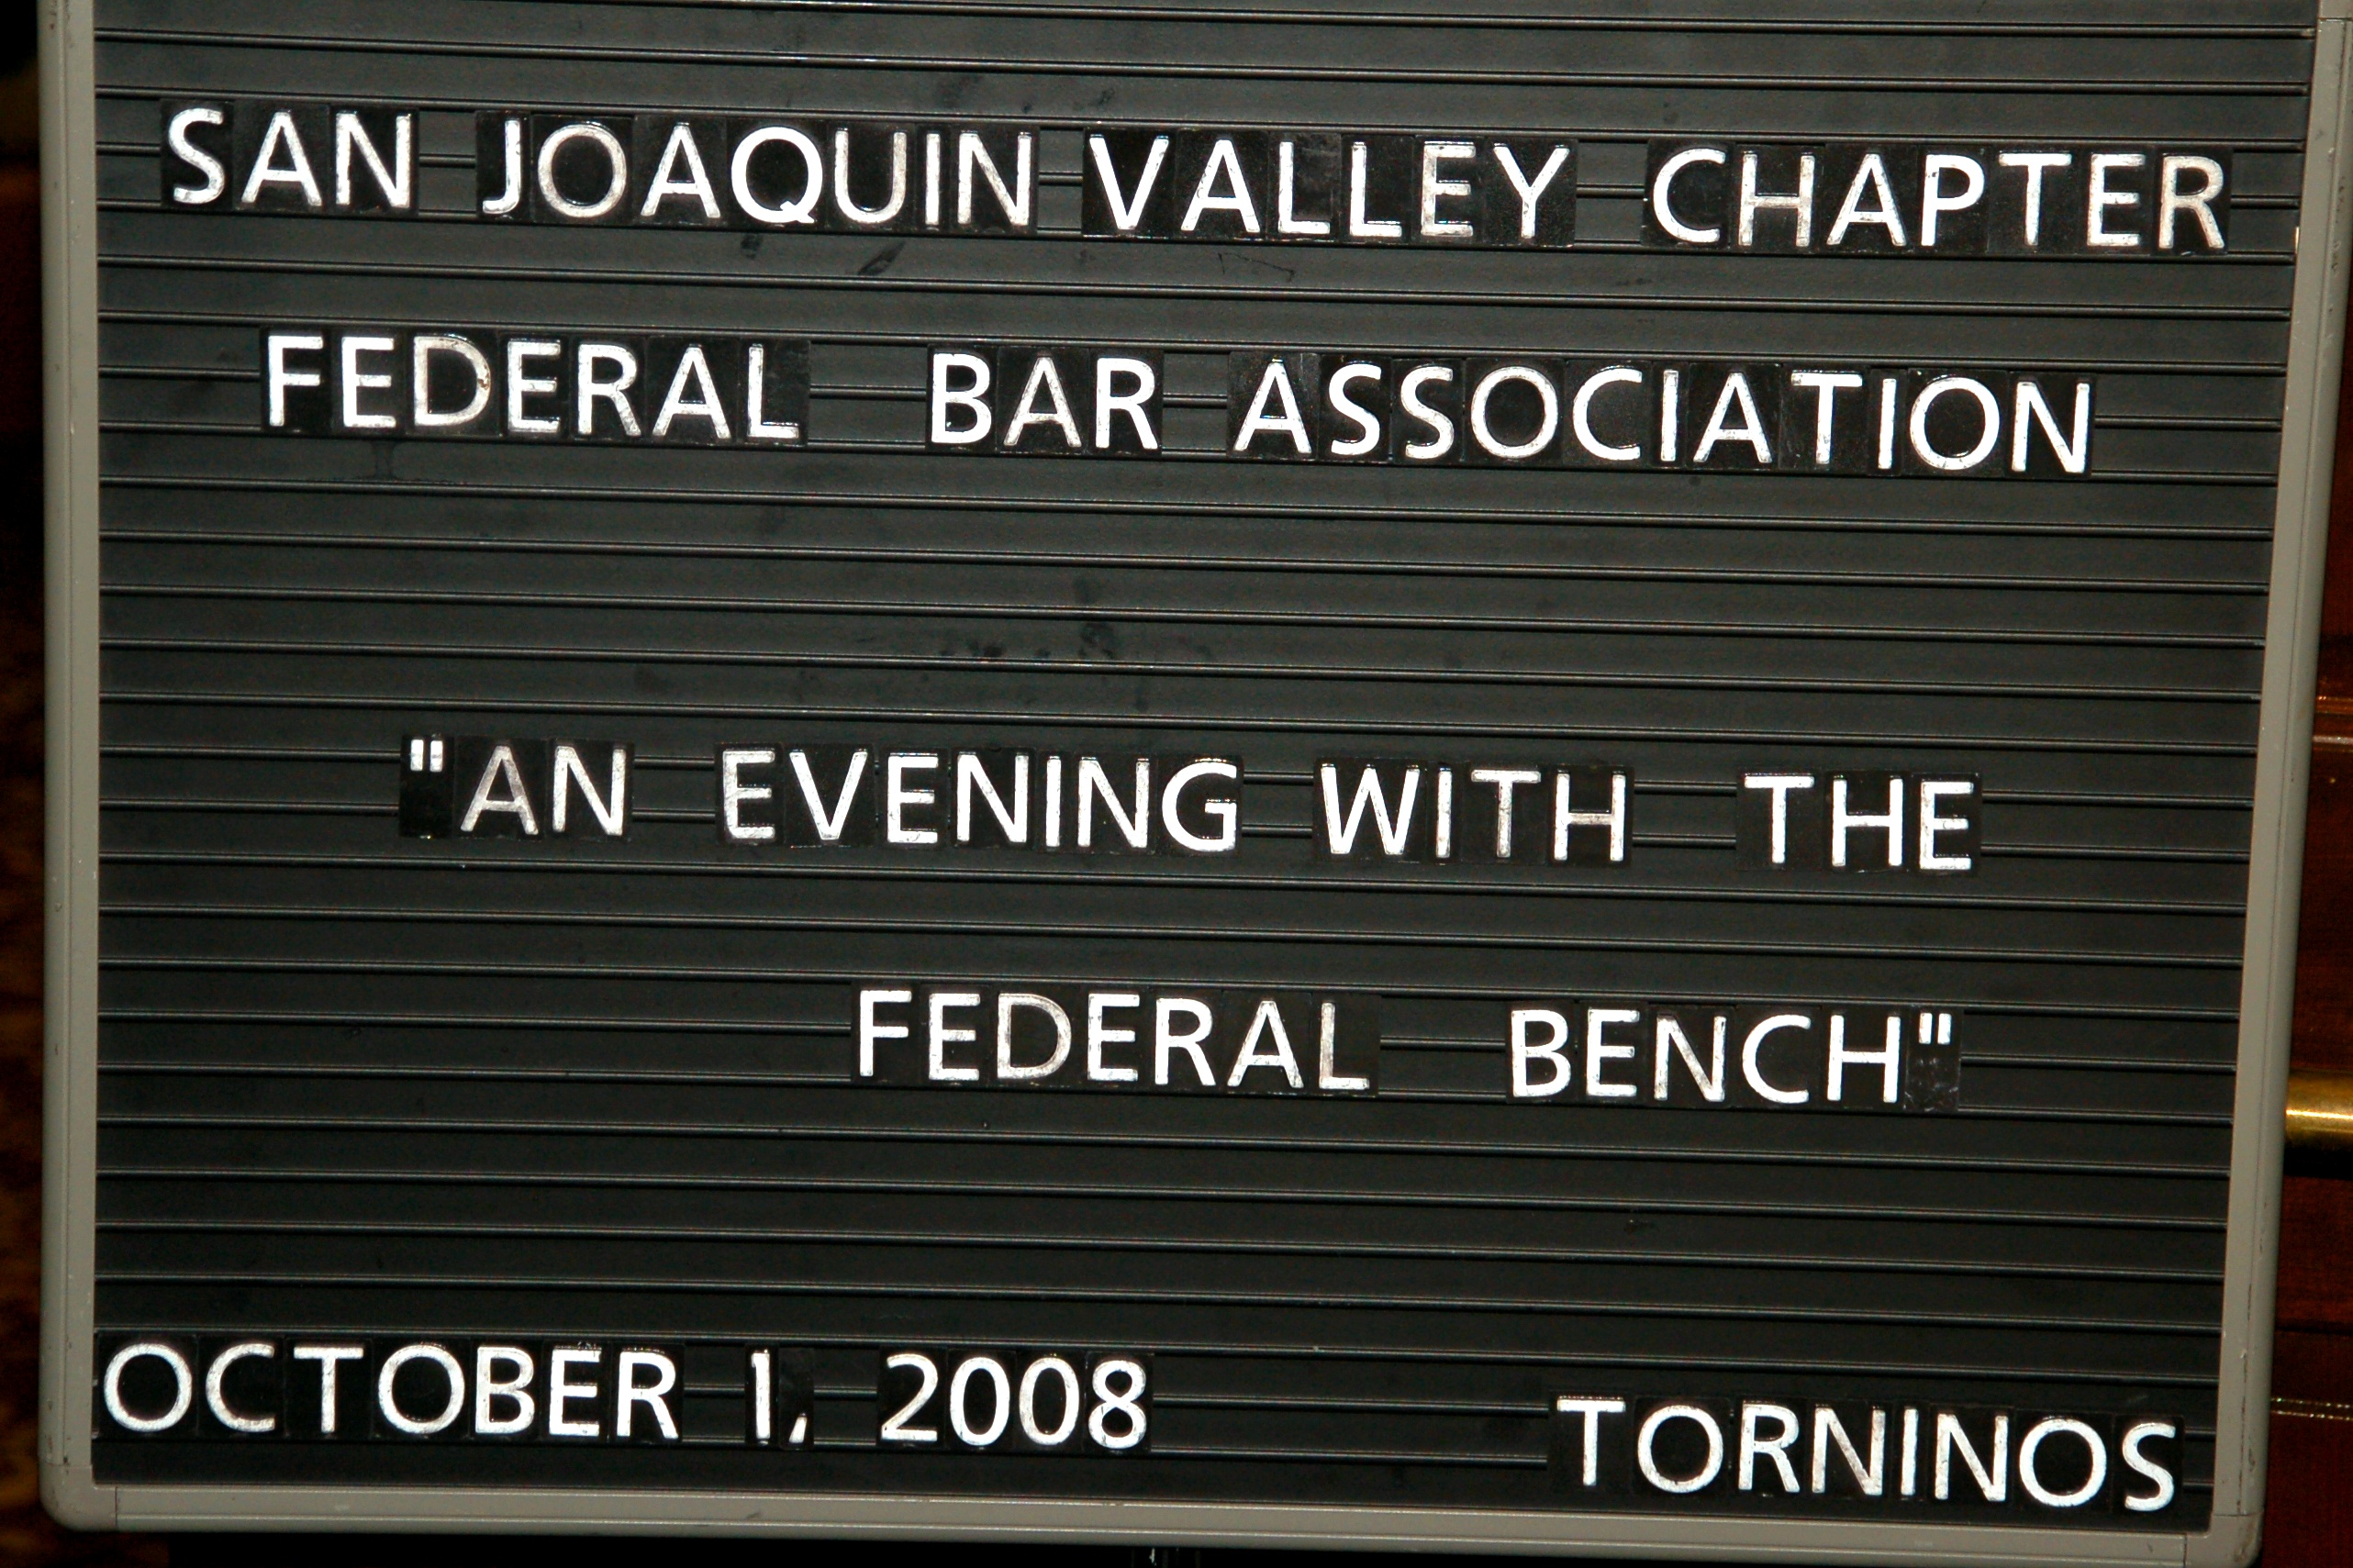 SAN JOAQUIN VALLEY CHAPTER
FEDERAL BAR ASSOCIATION
"AN EVENING WITH THE
FEDERAL BENCH"
OCTOBER 1, 2008 TORNINOS